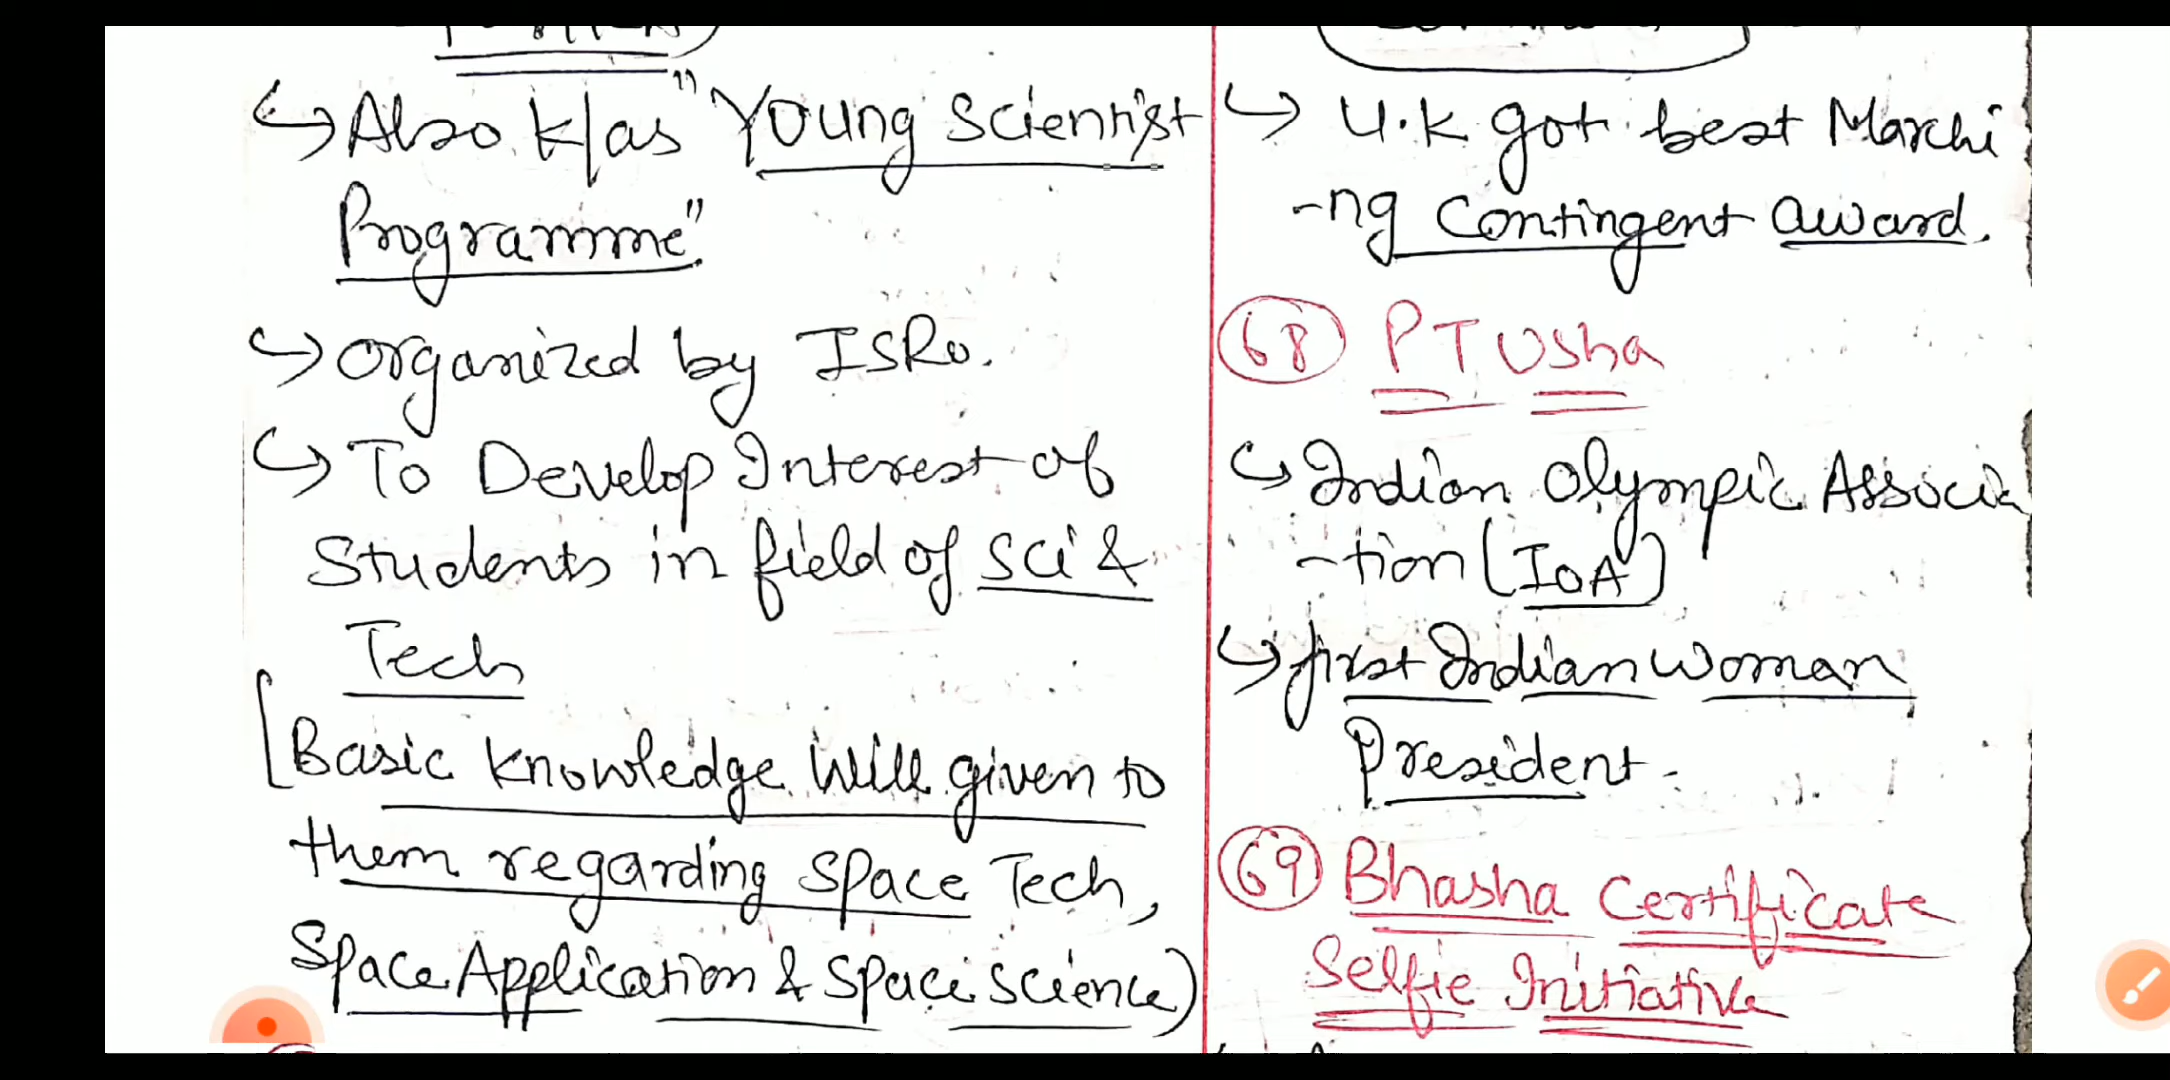 ↪ Also k/as "Young Scientist
Programme".
↪ organized by ISRO.
↪ To Develop Interest of
Students in field of sci &
Tech
[Basic knowledge will given to
them regarding space Tech,
Space Application & space science)
↪ U.K got best Marchi
-ng Contingent award.
68 PT Usha
↪ Indian Olympic Associa
-tion (IOA)
↪ first Indian woman
President.
69 Bhasha Certificate
Selfie Initiative